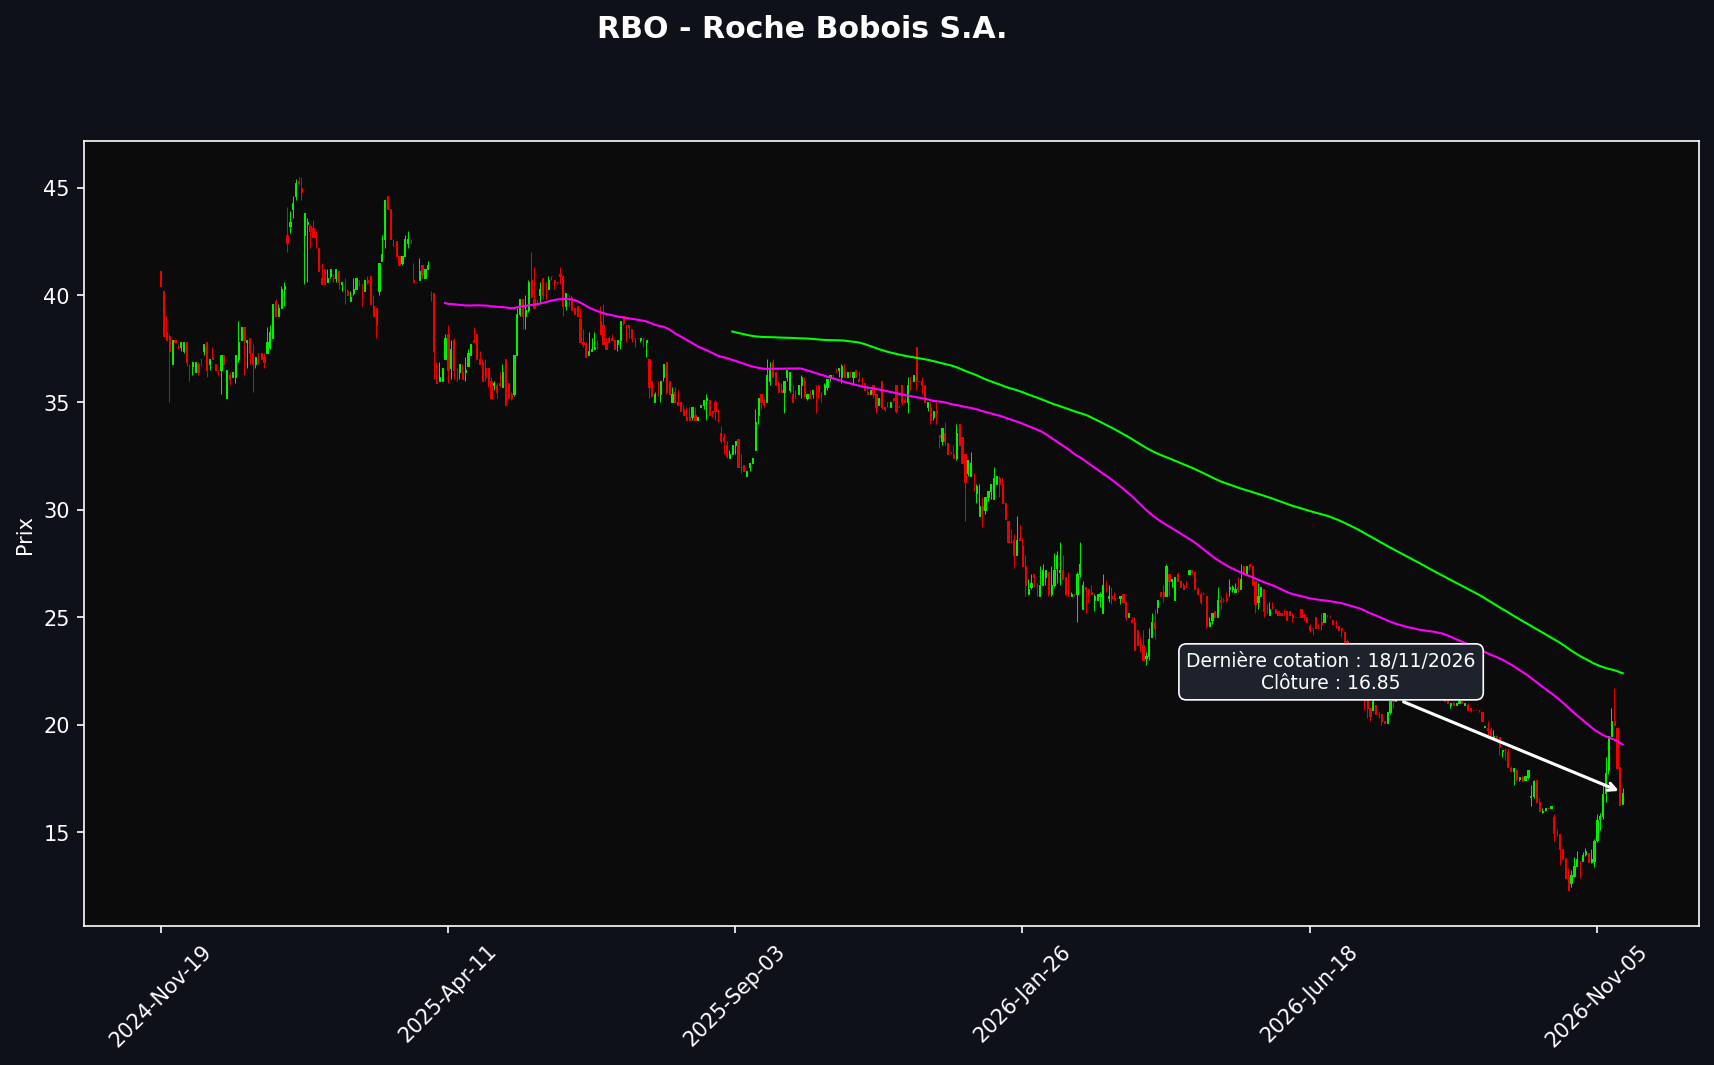 RBO - Roche Bobois S.A.
Prix
45
40
35
30
25
20
15
Dernière cotation : 18/11/2026
Clôture : 16.85
2024-Nov-19
2025-Apr-11
2025-Sep-03
2026-Jan-26
2026-Jun-18
2026-Nov-05